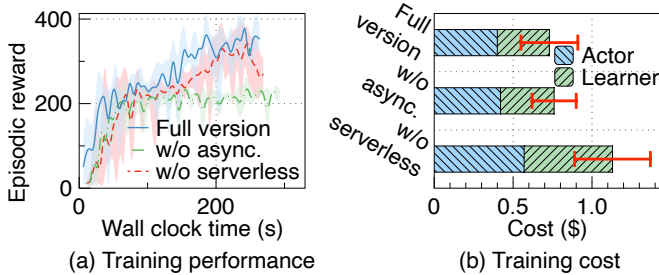 Episodic reward
400
200
0
Full version
w/o async.
w/o serverless
0
200
Wall clock time (s)
(a) Training performance
Full
version
w/o
async.
w/o
serverless
Actor
Learner
0
0.5
1.0
Cost ($)
(b) Training cost